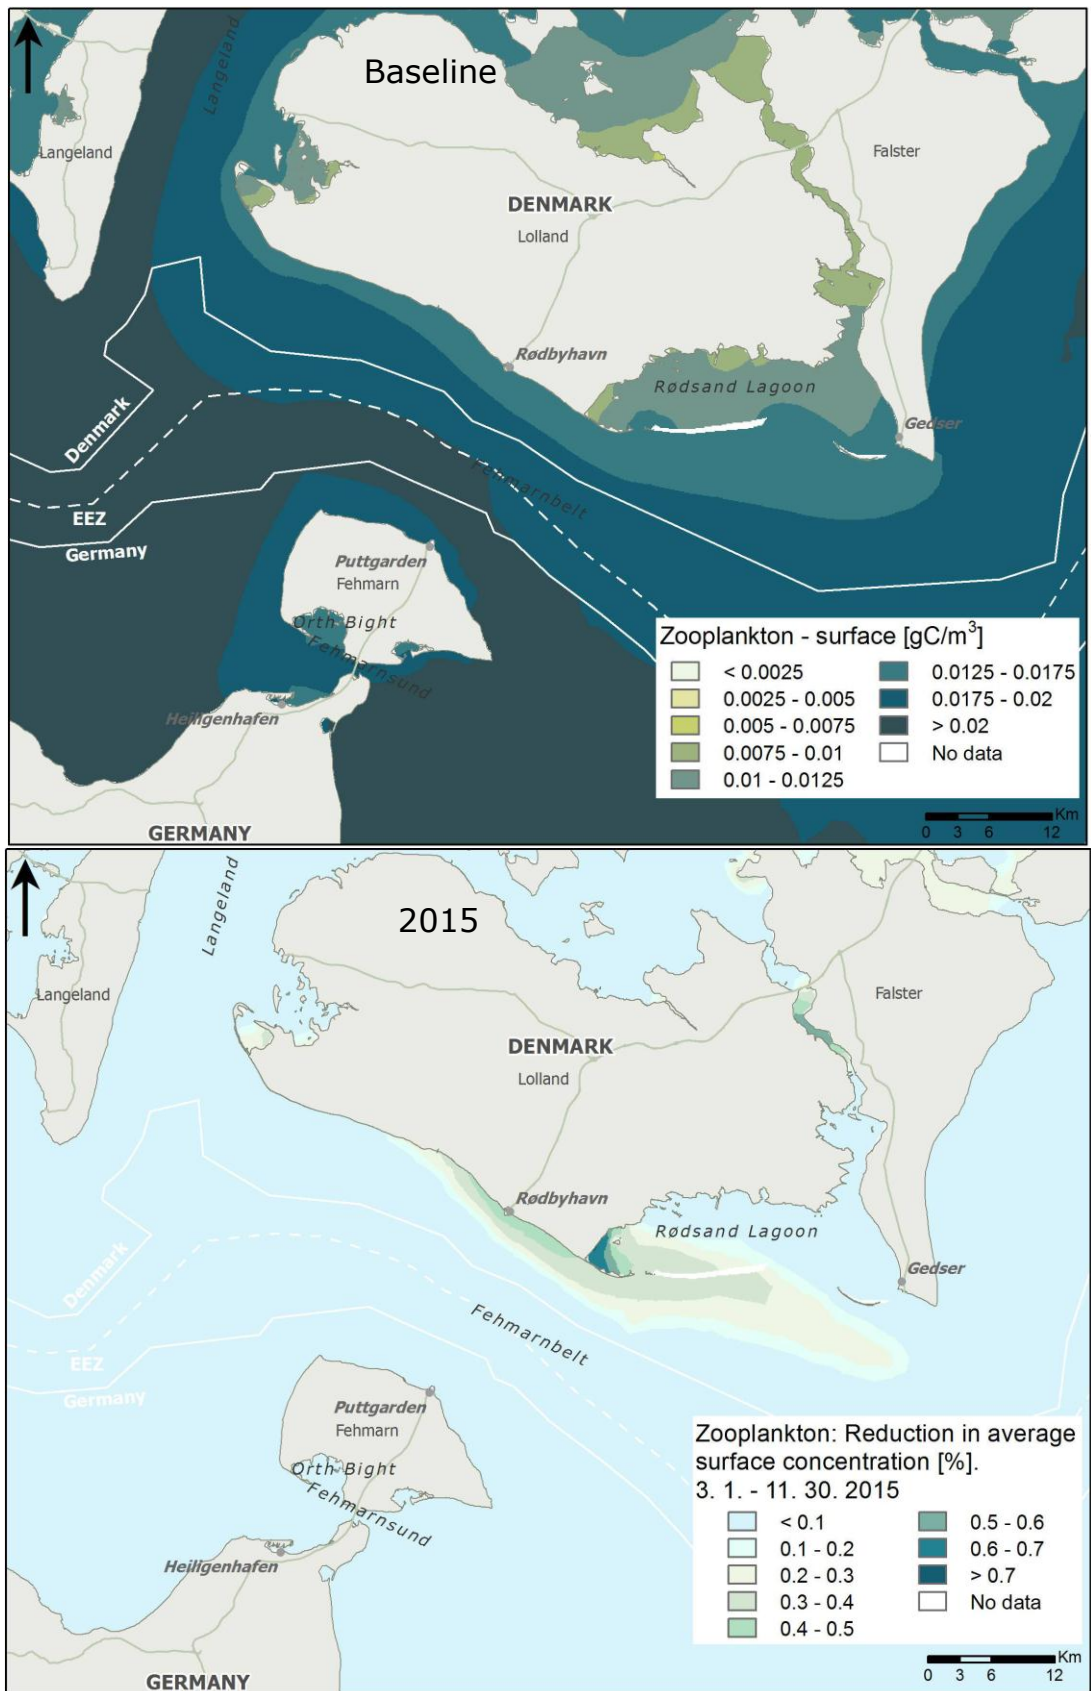 Baseline
Langeland
Langeland
Falster
DENMARK
Lolland
Rødbyhavn
Rødsand Lagoon
Gedser
Denmark
Fehmarnbelt
EEZ
Germany
Puttgarden
Fehmarn
Orth Bight
Fehmarnsund
Heiligenhafen
GERMANY
Zooplankton - surface [gC/m³]
< 0.0025
0.0025 - 0.005
0.005 - 0.0075
0.0075 - 0.01
0.01 - 0.0125
0.0125 - 0.0175
0.0175 - 0.02
> 0.02
No data
Km
0 3 6 12
2015
Langeland
Langeland
Falster
DENMARK
Lolland
Rødbyhavn
Rødsand Lagoon
Gedser
Denmark
Fehmarnbelt
EEZ
Germany
Puttgarden
Fehmarn
Orth Bight
Fehmarnsund
Heiligenhafen
GERMANY
Zooplankton: Reduction in average
surface concentration [%].
3. 1. - 11. 30. 2015
< 0.1
0.1 - 0.2
0.2 - 0.3
0.3 - 0.4
0.4 - 0.5
0.5 - 0.6
0.6 - 0.7
> 0.7
No data
Km
0 3 6 12